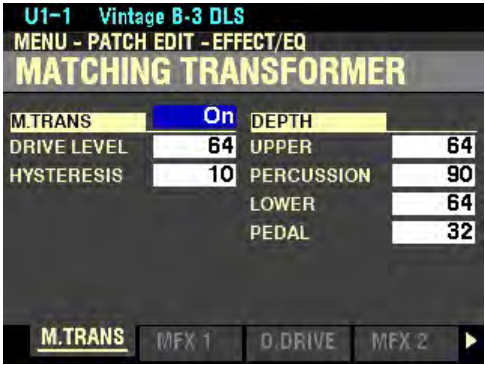 U1-1 Vintage B-3 DLS
MENU - PATCH EDIT - EFFECT/EQ
MATCHING TRANSFORMER
M.TRANS On
DRIVE LEVEL 64
HYSTERESIS 10
DEPTH
UPPER 64
PERCUSSION 90
LOWER 64
PEDAL 32
M.TRANS MFX 1 O.DRIVE MFX 2